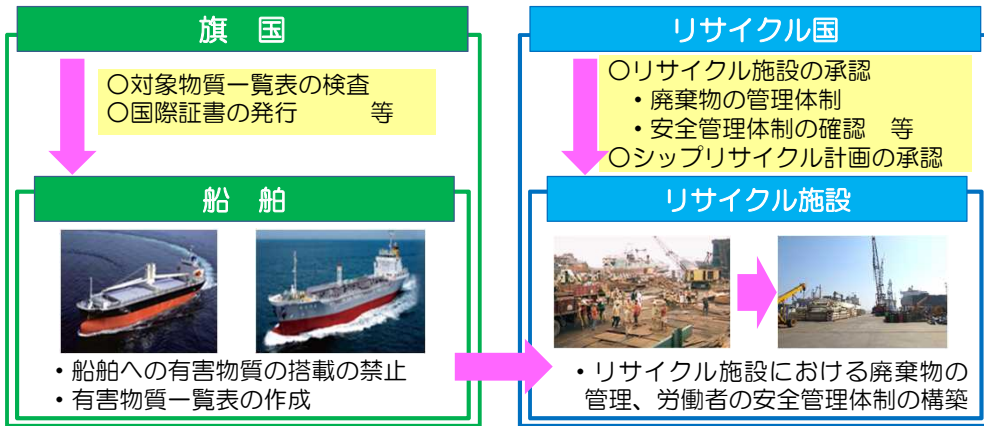 旗　国
〇対象物質一覧表の検査
〇国際証書の発行　　　等
船　舶
・船舶への有害物質の搭載の禁止
・有害物質一覧表の作成
リサイクル国
〇リサイクル施設の承認
・廃棄物の管理体制
・安全管理体制の確認　等
〇シップリサイクル計画の承認
リサイクル施設
・リサイクル施設における廃棄物の
管理、労働者の安全管理体制の構築